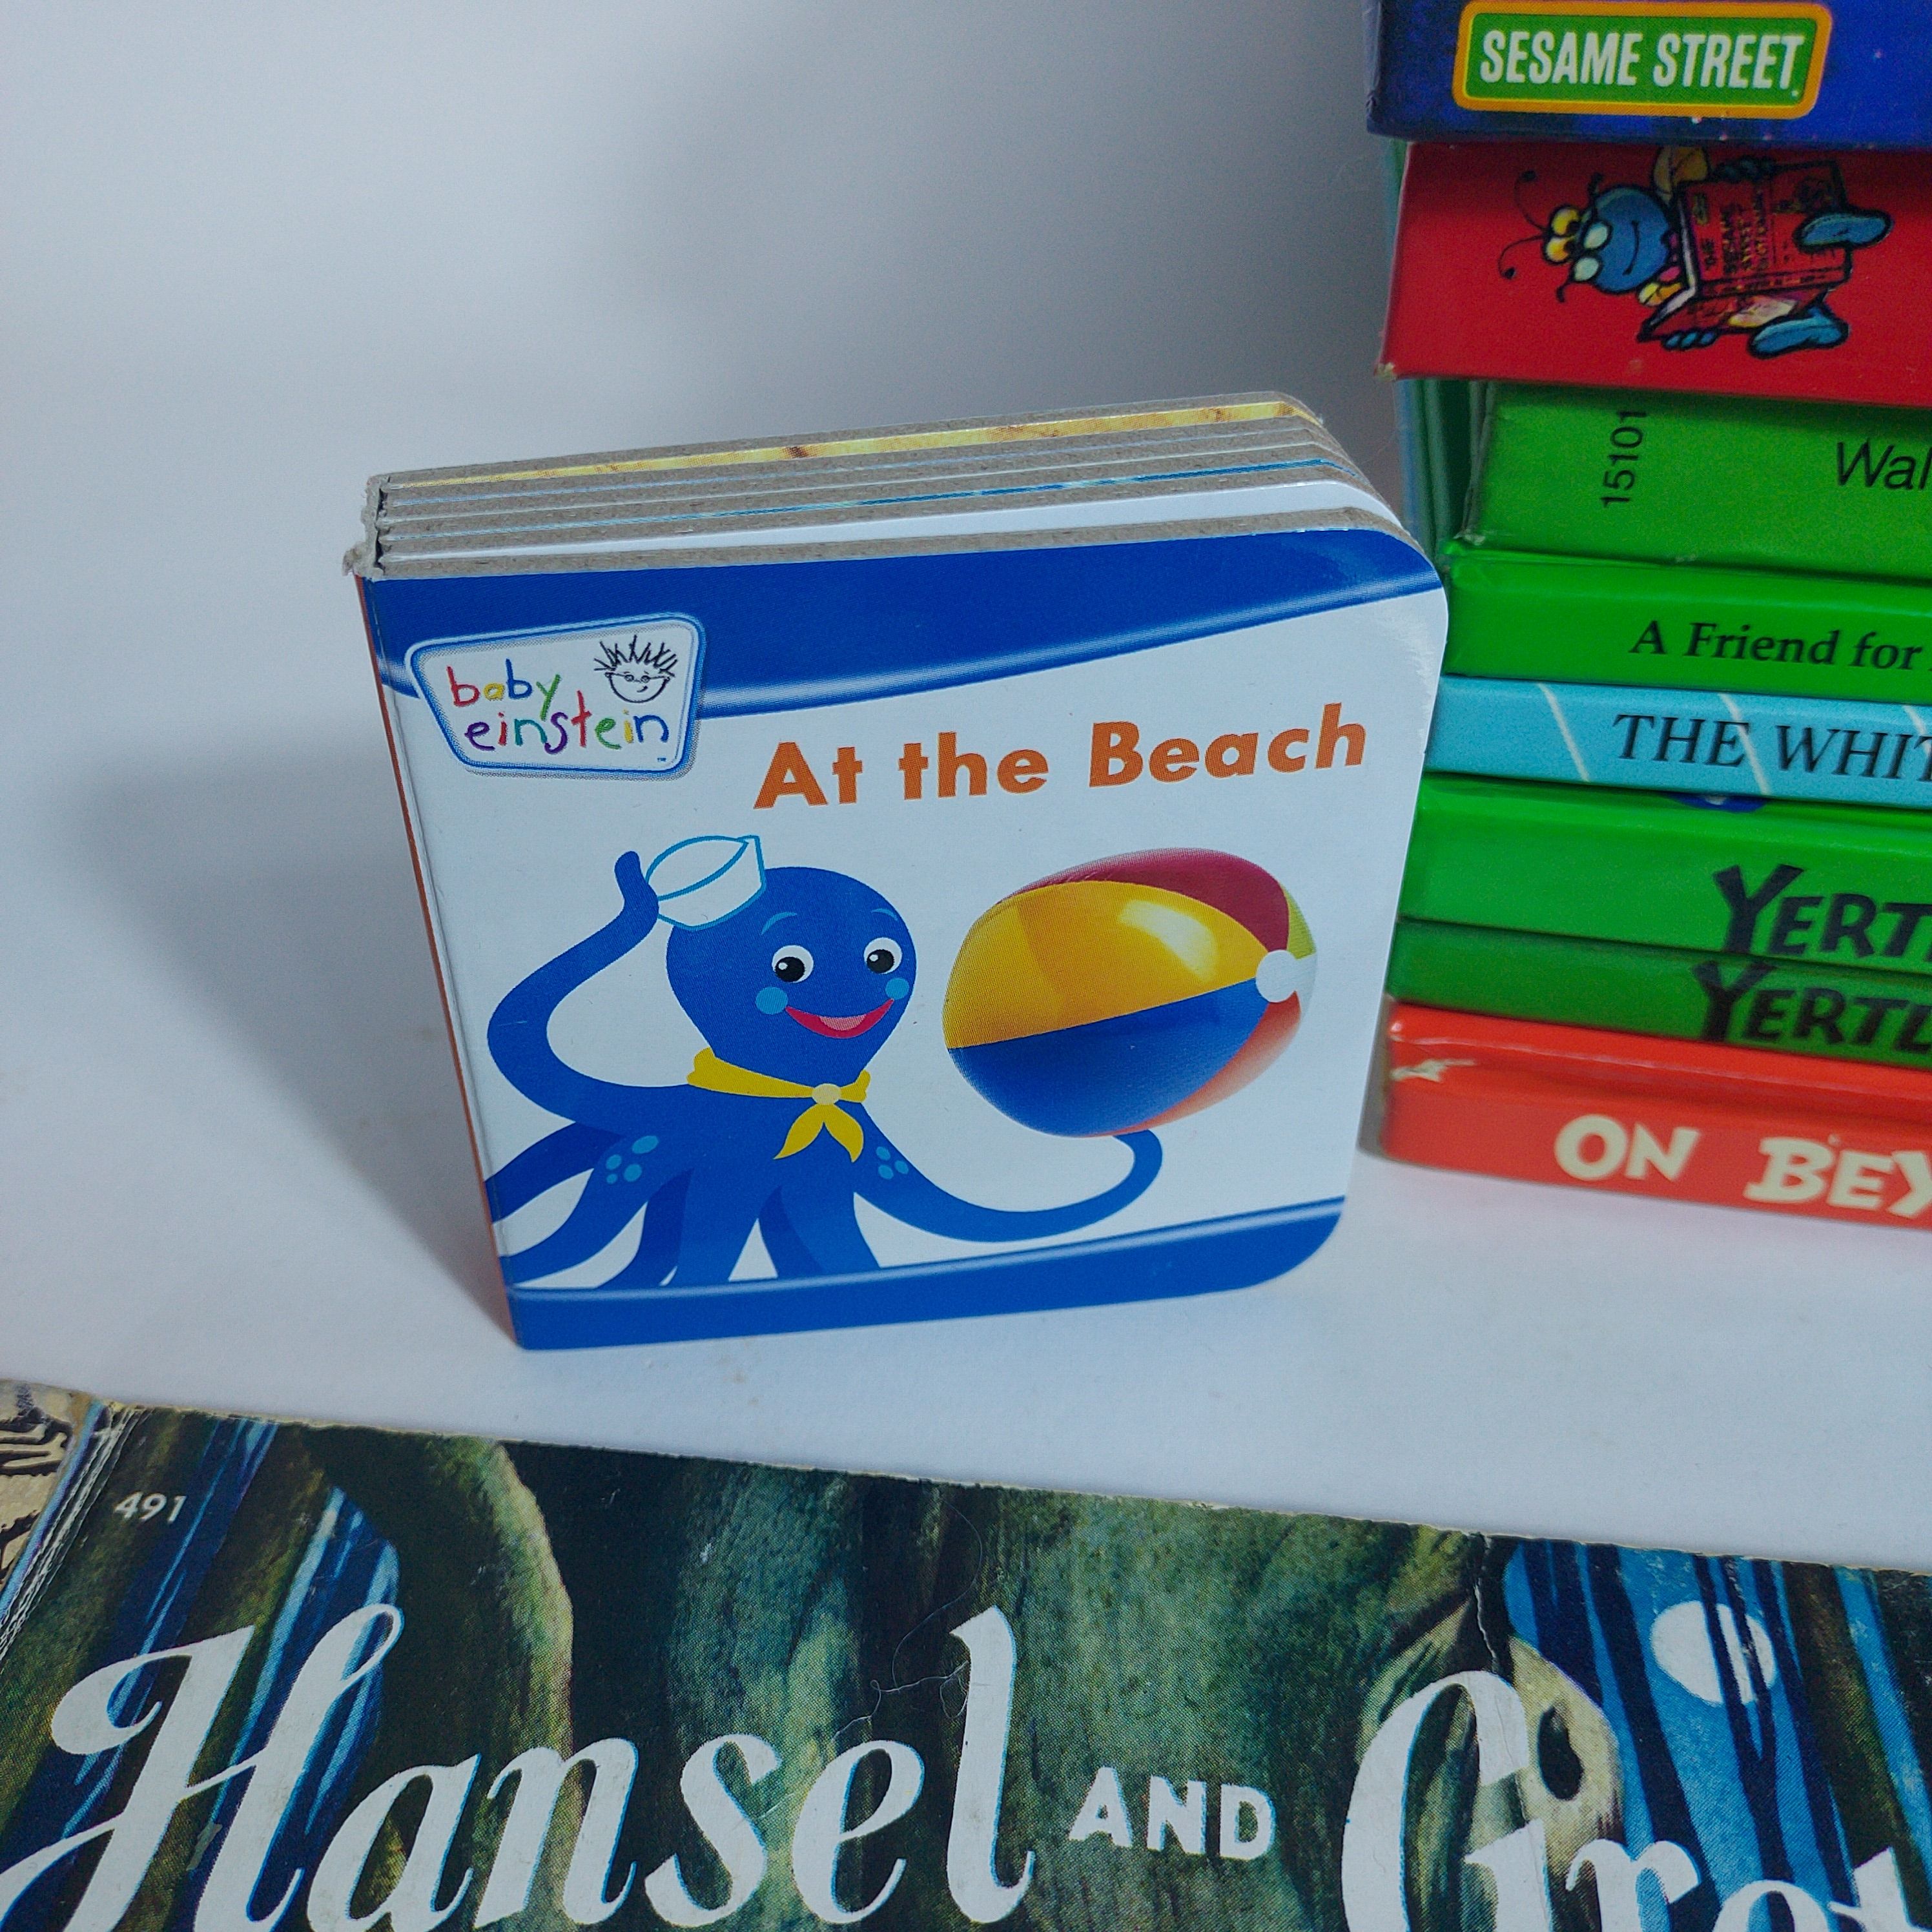 SESAME STREET
15101
Wal
A Friend for
THE WHIT
YERT
YERTL
ON BEY
baby
einstein
At the Beach
491
Hansel AND Gret